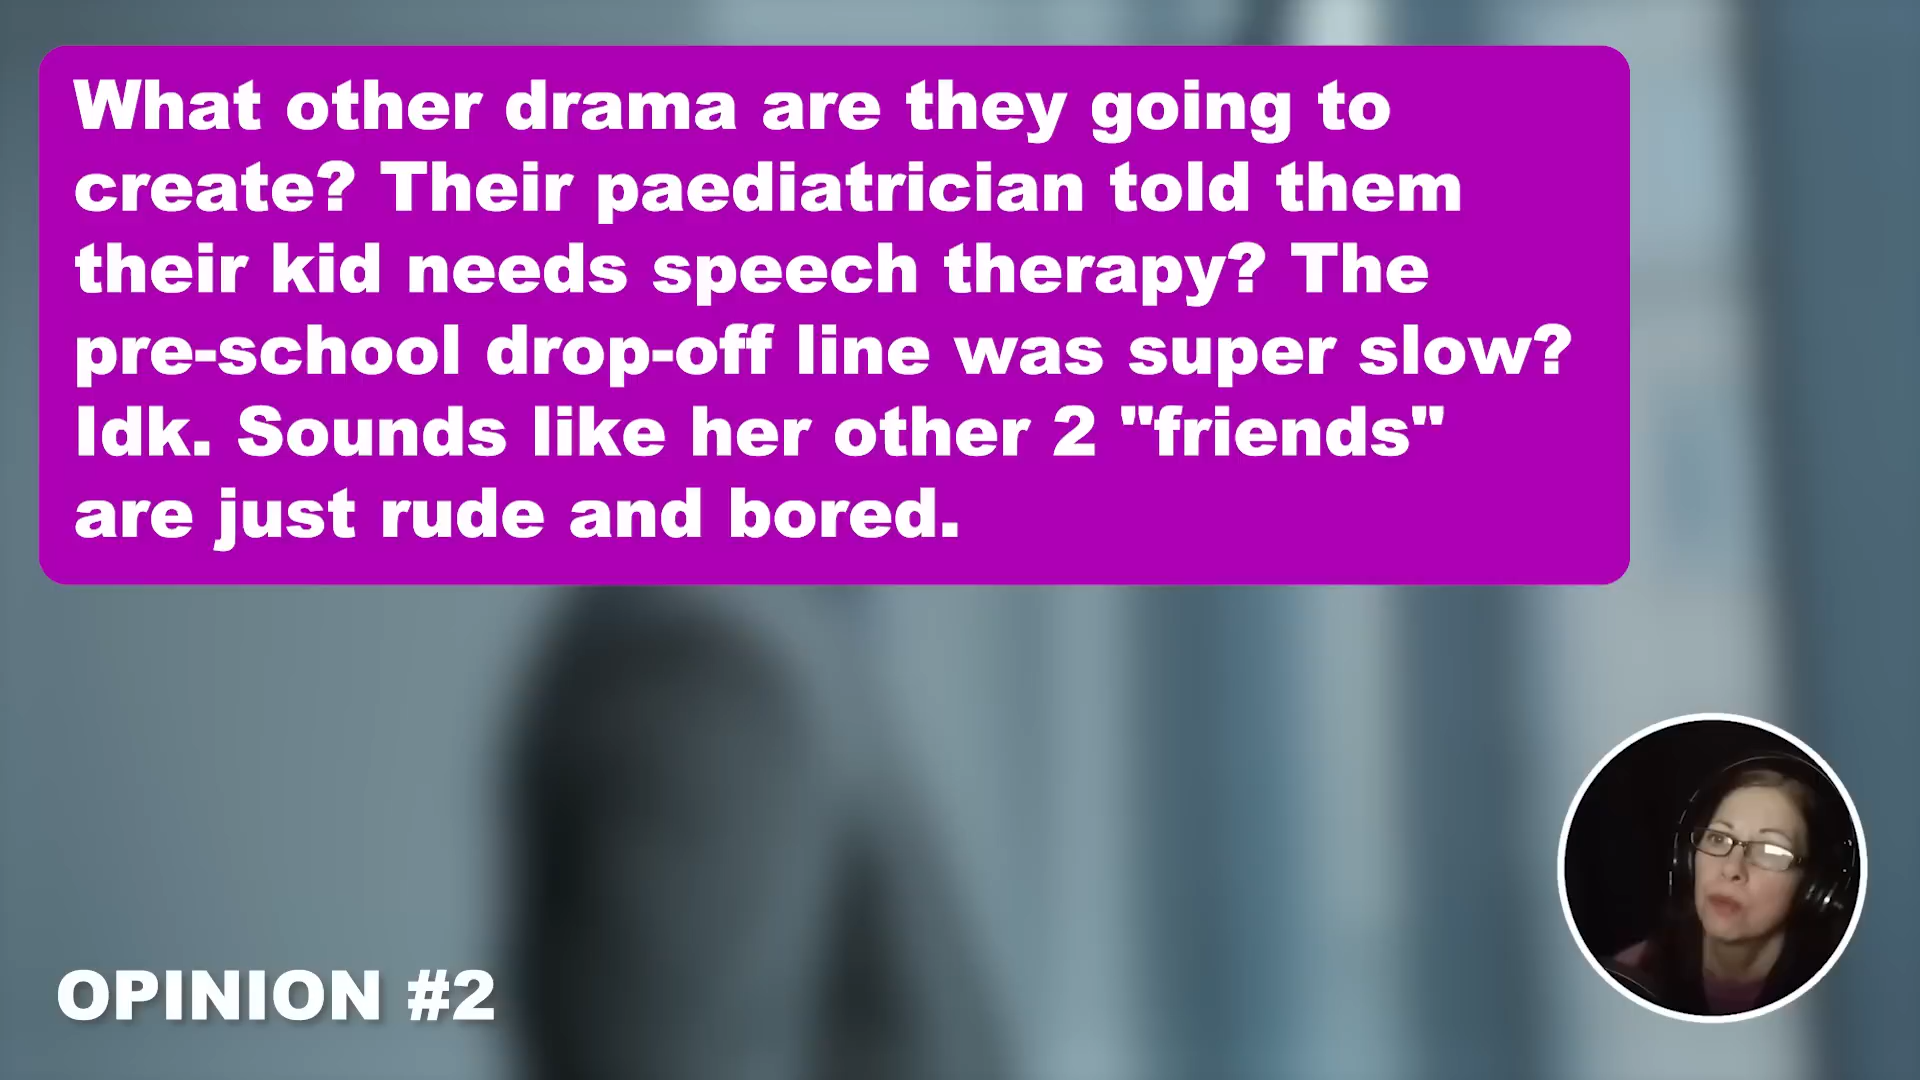 What other drama are they going to
create? Their paediatrician told them
their kid needs speech therapy? The
pre-school drop-off line was super slow?
Idk. Sounds like her other 2 "friends"
are just rude and bored.
OPINION #2